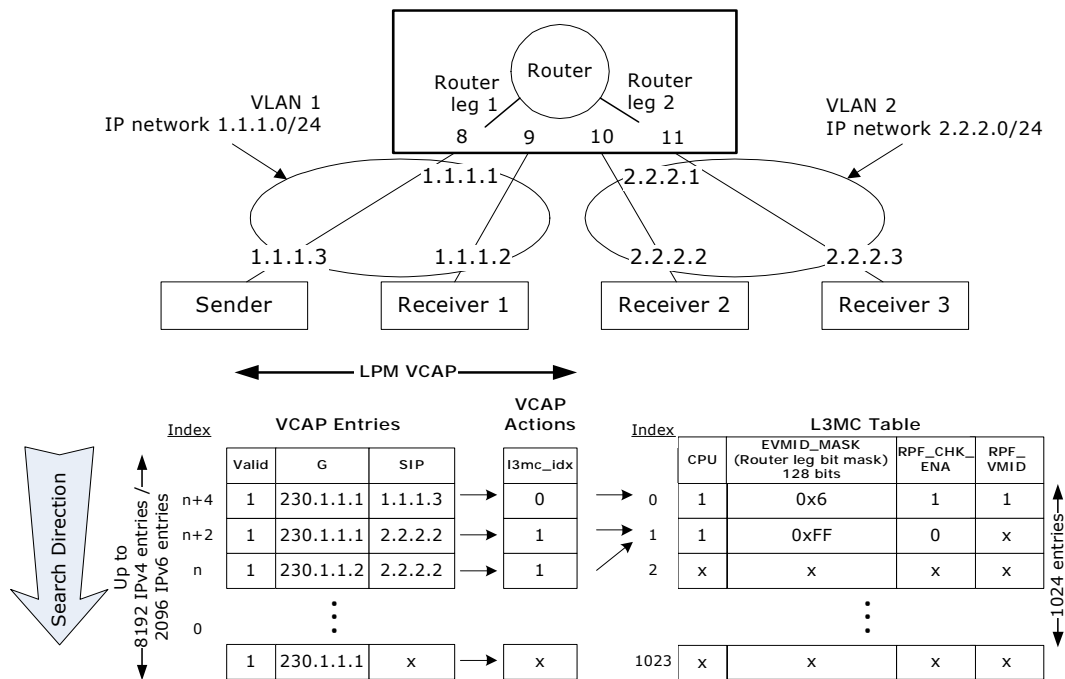 Router
Router
leg 1
Router
leg 2
VLAN 1
IP network 1.1.1.0/24
VLAN 2
IP network 2.2.2.0/24
8 9 10 11
1.1.1.1 2.2.2.1
1.1.1.3 1.1.1.2 2.2.2.2 2.2.2.3
Sender Receiver 1 Receiver 2 Receiver 3
LPM VCAP
Search Direction
Up to
8192 IPv4 entries /
2096 IPv6 entries
Index
VCAP Entries
VCAP
Actions
Index
L3MC Table
Valid G SIP l3mc_idx CPU EVMID_MASK
(Router leg bit mask)
128 bits
RPF_CHK_
ENA
RPF_
VMID
n+4 1 230.1.1.1 1.1.1.3 0 0 1 0x6 1 1
n+2 1 230.1.1.1 2.2.2.2 1 1 1 0xFF 0 x
n 1 230.1.1.2 2.2.2.2 1 2 x x x x
0
1 230.1.1.1 x x 1023 x x x x
1024 entries